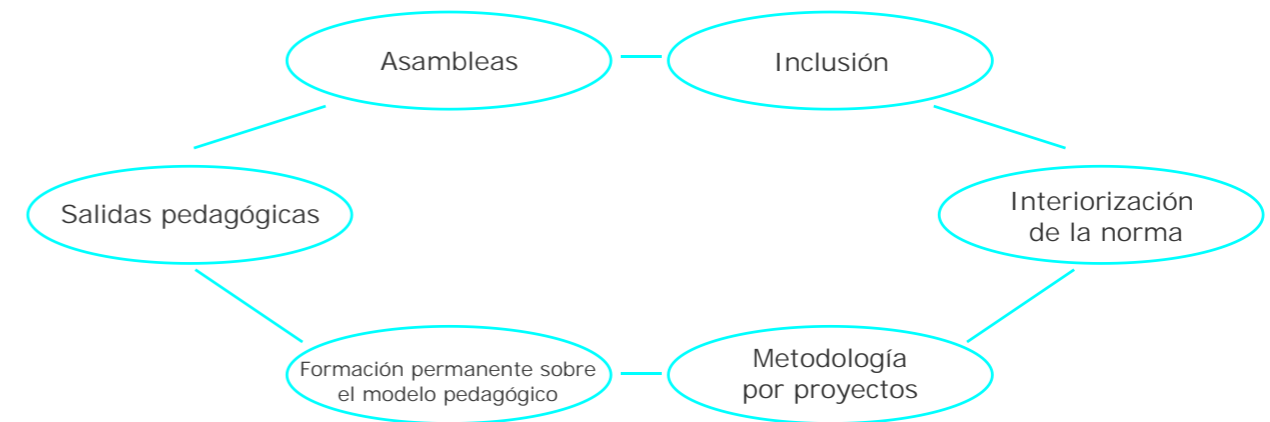 Asambleas
Inclusión
Salidas pedagógicas
Interiorización
de la norma
Formación permanente sobre
el modelo pedagógico
Metodología
por proyectos